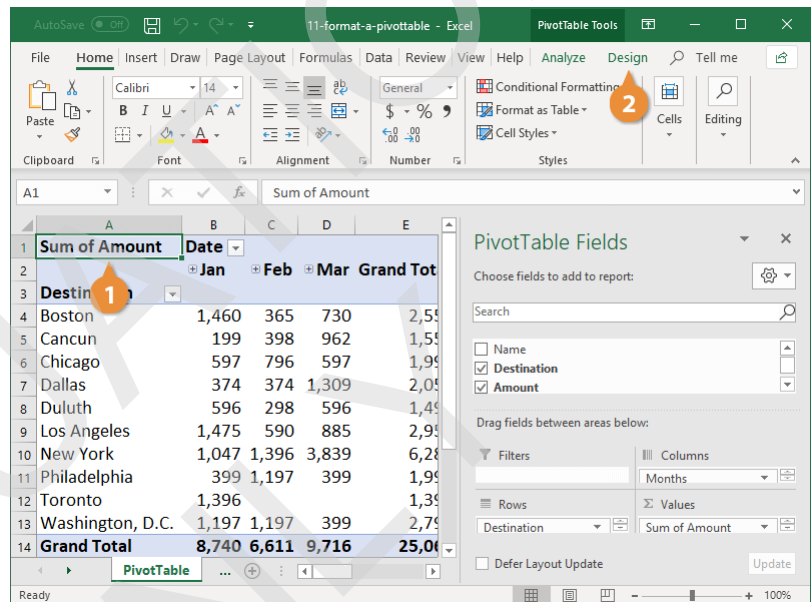 AutoSave Off 11-format-a-pivottable - Excel PivotTable Tools
File Home Insert Draw Page Layout Formulas Data Review View Help Analyze Design Tell me
Calibri 14 General Conditional Formatting
Paste B I U A A $ % Format as Table Cells Editing
A Cell Styles
Clipboard Font Alignment Number Styles
A1 fx Sum of Amount
A B C D E
1 Sum of Amount Date
2 Jan Feb Mar Grand Tot
3
4 Boston 1,460 365 730
5 Cancun 199 398 962
6 Chicago 597 796 597
7 Dallas 374 374 1,309
8 Duluth 596 298 596
9 Los Angeles 1,475 590 885
10 New York 1,047 1,396 3,839
11 Philadelphia 399 1,197 399
12 Toronto 1,396
13 Washington, D.C. 1,197 1,197 399
14 Grand Total 8,740 6,611 9,716
PivotTable ...
Ready
1
2
PivotTable Fields
Choose fields to add to report:
Search
Name
Destination
Amount
Drag fields between areas below:
Filters Columns
Months
Rows Σ Values
Destination Sum of Amount
Defer Layout Update Update
100%